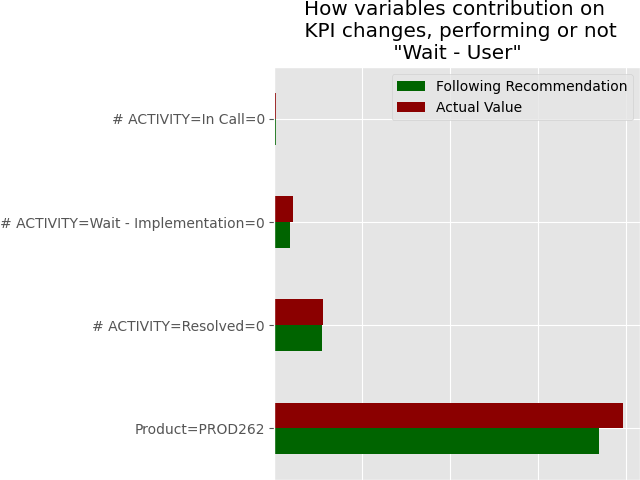 How variables contribution on
KPI changes, performing or not
"Wait - User"
Following Recommendation
Actual Value
# ACTIVITY=In Call=0
# ACTIVITY=Wait - Implementation=0
# ACTIVITY=Resolved=0
Product=PROD262